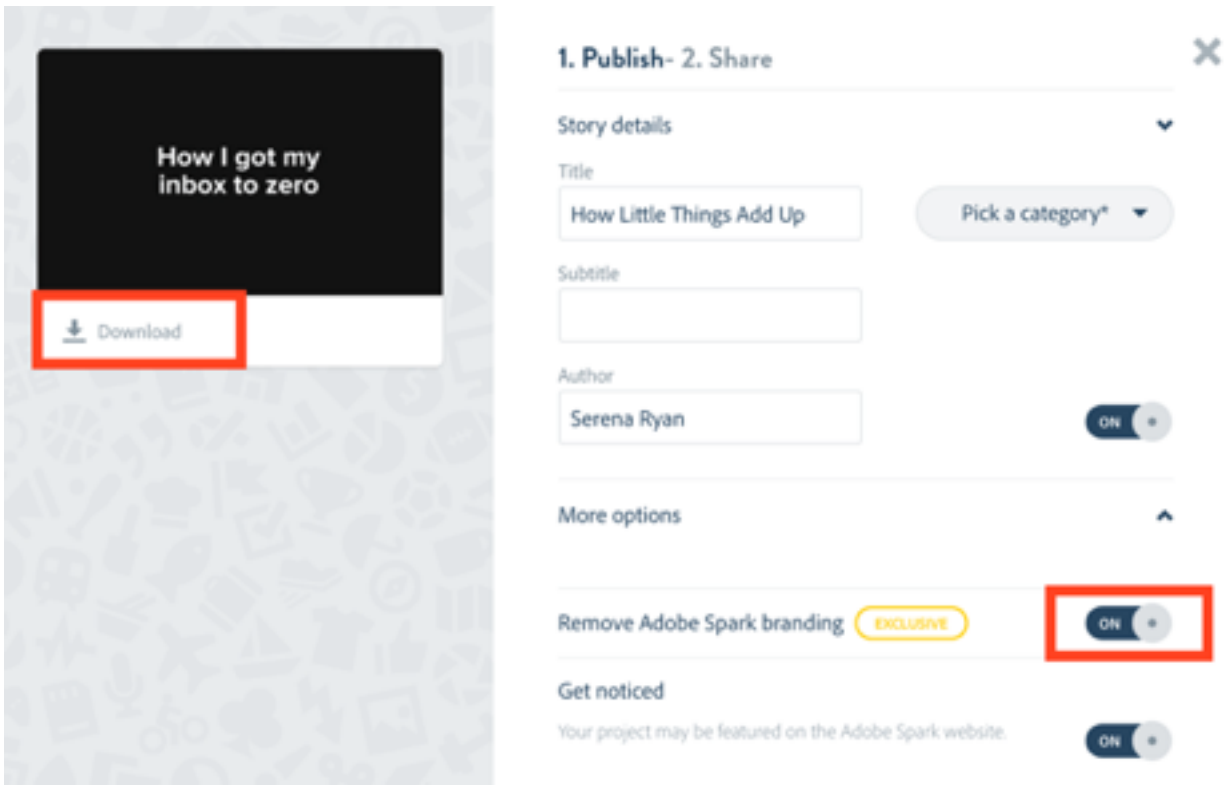 How I got my
inbox to zero
Download
1. Publish- 2. Share
Story details
Title
How Little Things Add Up
Pick a category*
Subtitle
Author
Serena Ryan
ON
More options
Remove Adobe Spark branding EXCLUSIVE
ON
Get noticed
Your project may be featured on the Adobe Spark website.
ON